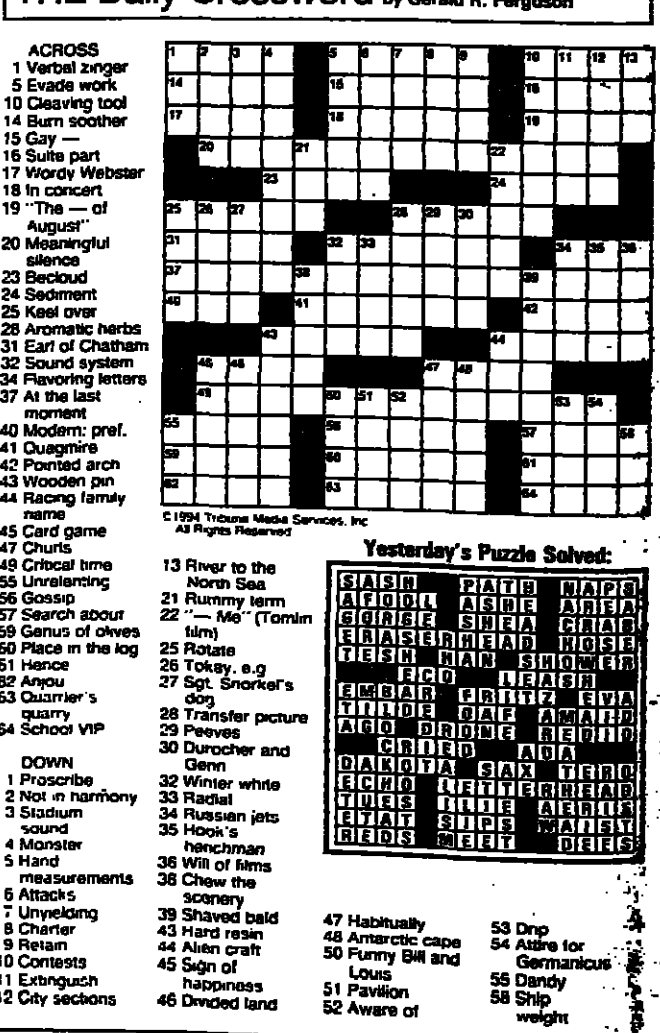 THE Daily Crossword by Gerald R. Ferguson
ACROSS
1 Verbal zinger
5 Evade work
10 Cleaving tool
14 Burn soother
15 Gay —
16 Suite part
17 Wordy Webster
18 In concert
19 "The — of
August"
20 Meaningful
silence
23 Becloud
24 Sediment
25 Keel over
28 Aromatic herbs
31 Earl of Chatham
32 Sound system
34 Flavoring letters
37 At the last
moment
40 Modern: pref.
41 Quagmire
42 Pointed arch
43 Wooden pin
44 Racing family
name
45 Card game
47 Churls
49 Critical time
55 Unrelenting
56 Gossip
57 Search about
59 Genus of olives
60 Place in the log
61 Hence
62 Anjou
63 Quarrier's
quarry
64 School VIP
DOWN
1 Proscribe
2 Not in harmony
3 Stadium
sound
4 Monster
5 Hand
measurements
6 Attacks
7 Unyielding
8 Charter
9 Retain
10 Contests
11 Extinguish
12 City sections
©1994 Tribune Media Services, Inc
All Rights Reserved
13 River to the
North Sea
21 Rummy term
22 "— Me" (Tomlin
film)
25 Rotate
26 Tokay, e.g
27 Sgt. Snorkel's
dog
28 Transfer picture
29 Peeves
30 Durocher and
Genn
32 Winter white
33 Radial
34 Russian jets
35 Hook's
henchman
36 Will of films
38 Chew the
scenery
39 Shaved bald
43 Hard resin
44 Alien craft
45 Sign of
happiness
46 Divided land
Yesterday's Puzzle Solved:
SASH PATH NAPS
AFOOL ASHE AREA
GORGE SHEA CRAB
ERASERHEAD HOSE
TESH HAN SHOWER
ECO LEASH
EMBAR FRITZ EVA
TILDE OAF AMAID
AGO DRONE REDID
CRIED ADA
DAKOTA SAX TERO
ECHO LETTERHEAD
TUES ILIE AERIS
ETAT SIPS WAIST
REDS MEET DEES
47 Habitually
48 Antarctic cape
50 Funny Bill and
Louis
51 Pavilion
52 Aware of
53 Drip
54 Attire for
Germanicus
55 Dandy
58 Ship
weight